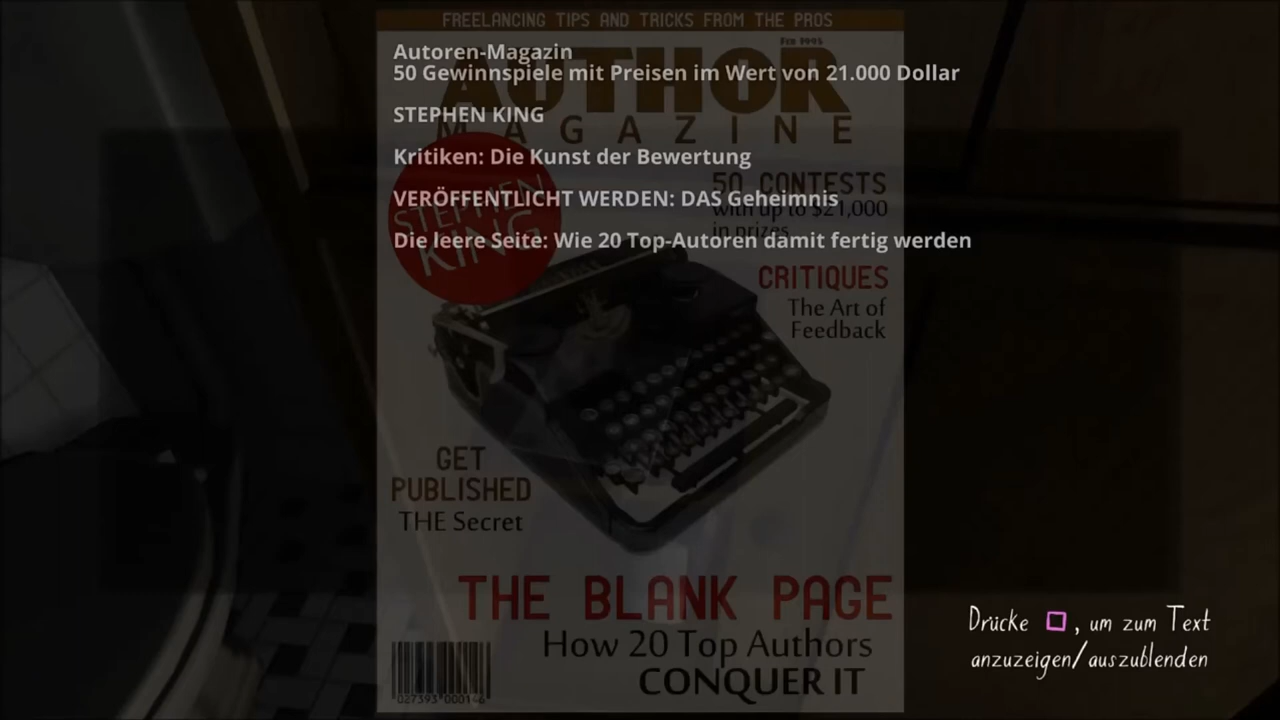 FREELANCING TIPS AND TRICKS FROM THE PROS
Feb 1995
AUTHOR
MAGAZINE
Autoren-Magazin
50 Gewinnspiele mit Preisen im Wert von 21.000 Dollar
STEPHEN KING
Kritiken: Die Kunst der Bewertung
VERÖFFENTLICHT WERDEN: DAS Geheimnis
Die leere Seite: Wie 20 Top-Autoren damit fertig werden
STEPHEN
KING
50 CONTESTS
with up to $21,000
in prizes
CRITIQUES
The Art of
Feedback
GET
PUBLISHED
THE Secret
THE BLANK PAGE
How 20 Top Authors
CONQUER IT
Drücke , um zum Text
anzuzeigen/auszublenden